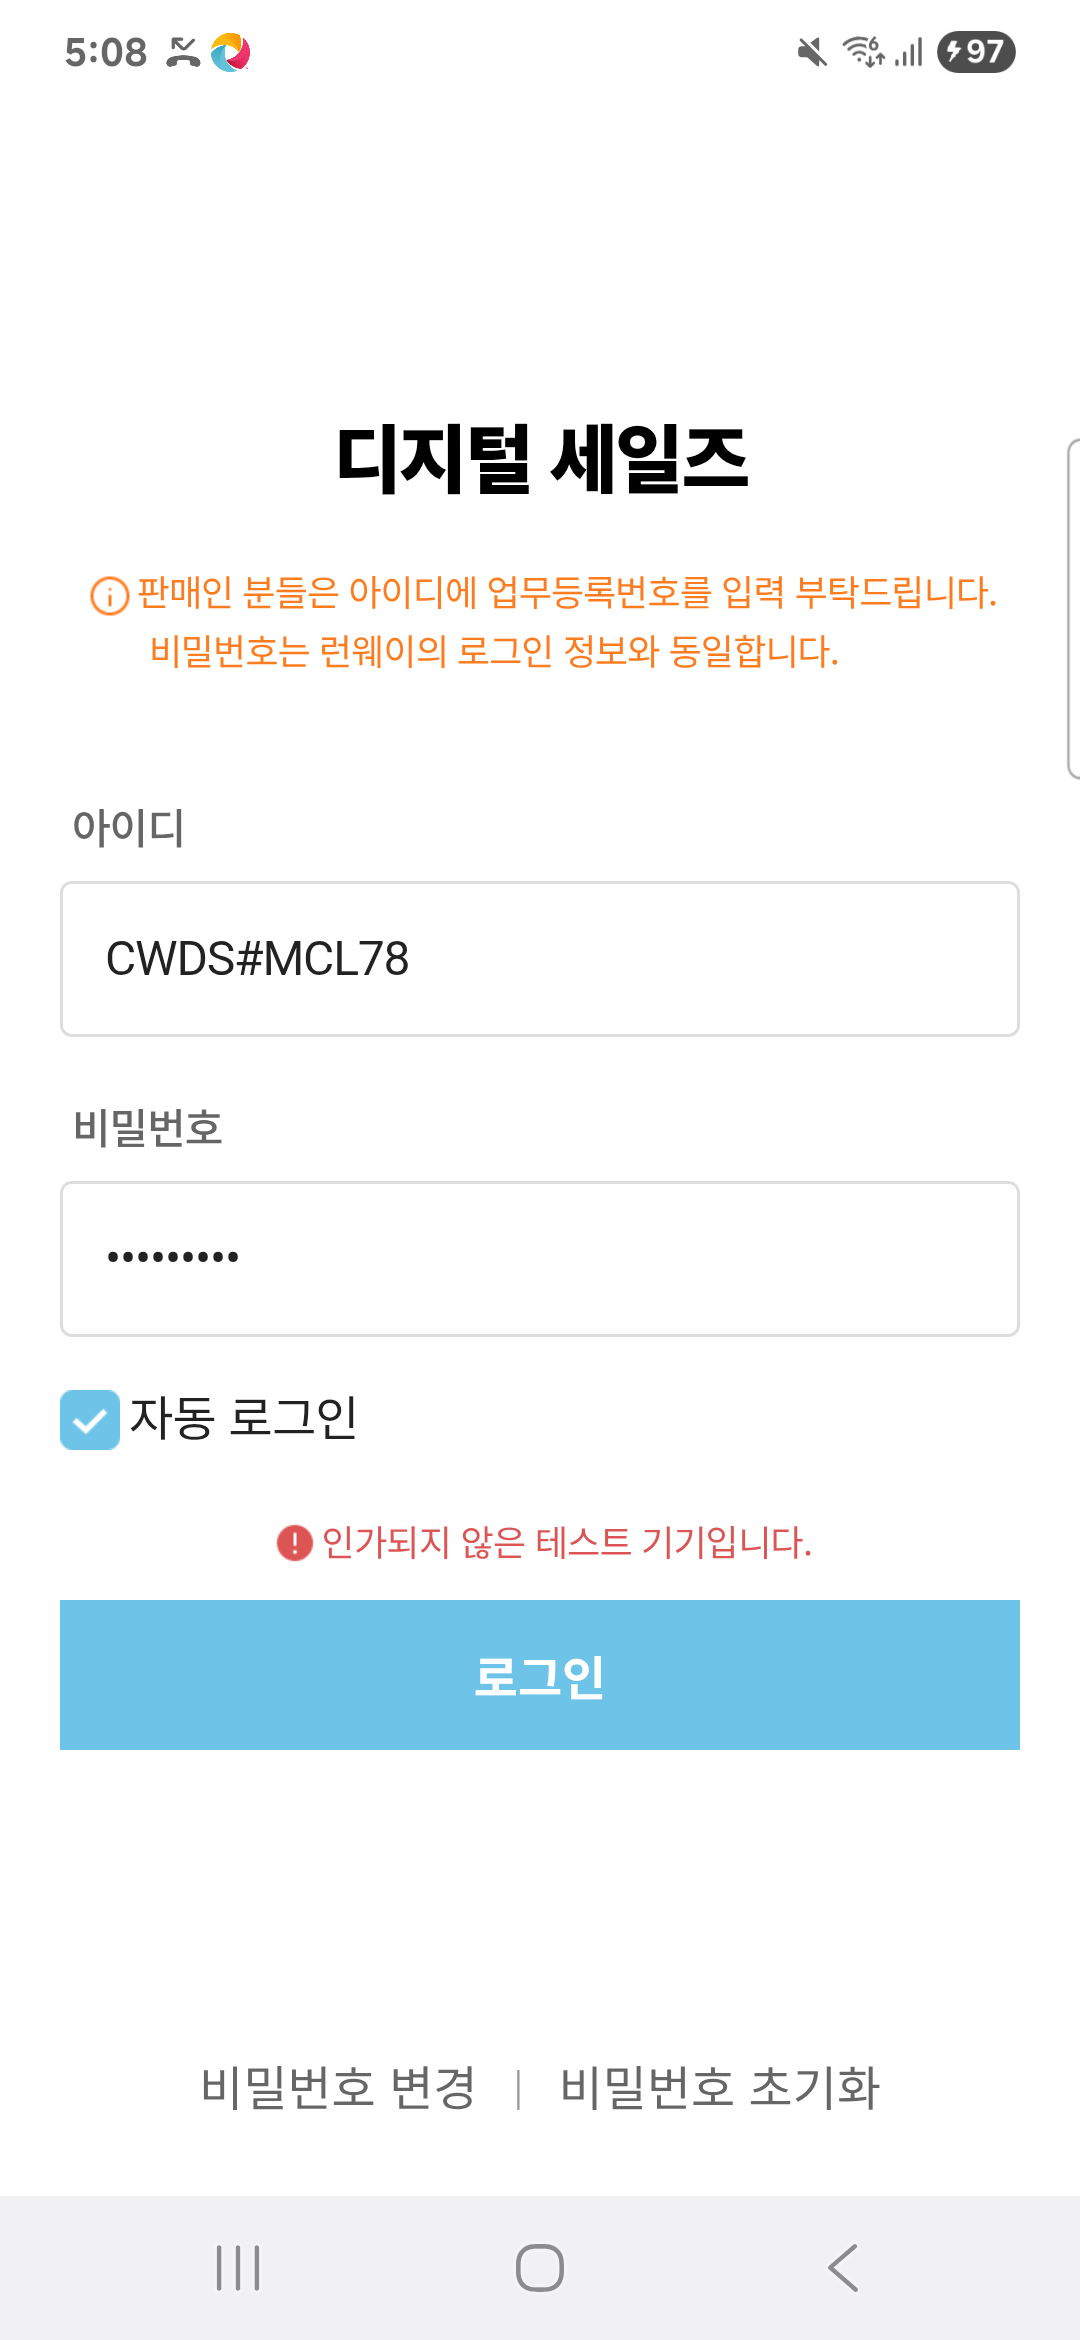 5:08
6
97
디지털 세일즈
판매인 분들은 아이디에 업무등록번호를 입력 부탁드립니다.
비밀번호는 런웨이의 로그인 정보와 동일합니다.
아이디
CWDS#MCL78
비밀번호
•••••••••
자동 로그인
인가되지 않은 테스트 기기입니다.
로그인
비밀번호 변경 | 비밀번호 초기화